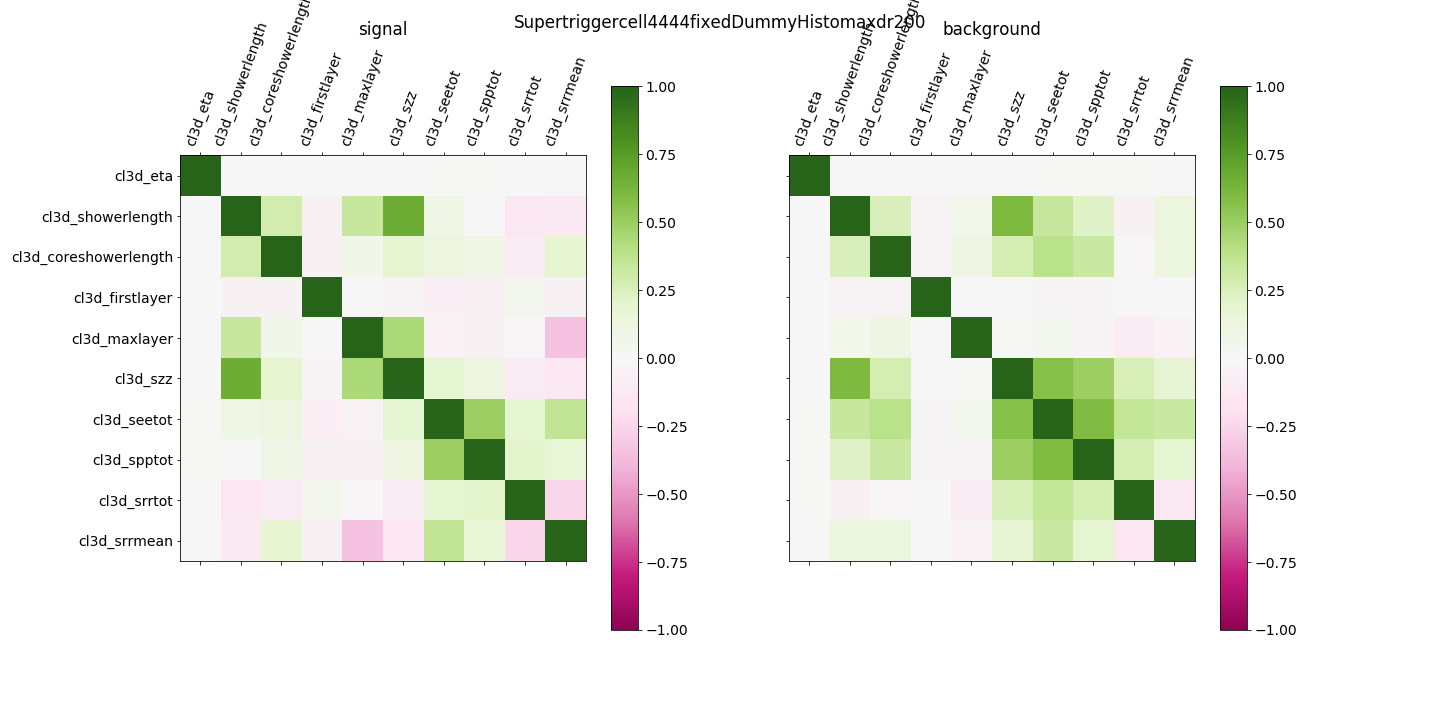 Supertriggercell4444fixedDummyHistomaxdr200
signal
background
cl3d_eta
cl3d_showerlength
cl3d_coreshowerlength
cl3d_firstlayer
cl3d_maxlayer
cl3d_szz
cl3d_seetot
cl3d_spptot
cl3d_srrtot
cl3d_srrmean
cl3d_eta
cl3d_showerlength
cl3d_coreshowerlength
cl3d_firstlayer
cl3d_maxlayer
cl3d_szz
cl3d_seetot
cl3d_spptot
cl3d_srrtot
cl3d_srrmean
cl3d_eta
cl3d_showerlength
cl3d_coreshowerlength
cl3d_firstlayer
cl3d_maxlayer
cl3d_szz
cl3d_seetot
cl3d_spptot
cl3d_srrtot
cl3d_srrmean
1.00
0.75
0.50
0.25
0.00
−0.25
−0.50
−0.75
−1.00
1.00
0.75
0.50
0.25
0.00
−0.25
−0.50
−0.75
−1.00